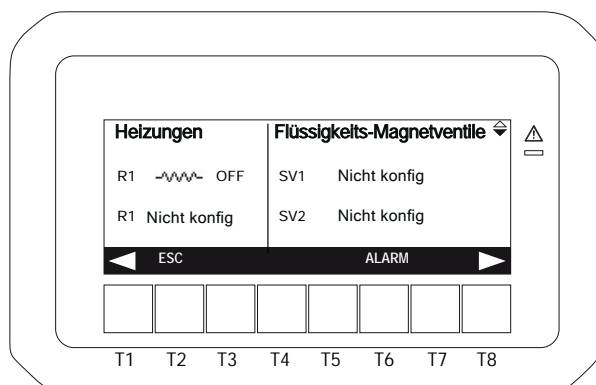 Heizungen Flüssigkeits-Magnetventile
R1 OFF SV1 Nicht konfig
R1 Nicht konfig SV2 Nicht konfig
ESC ALARM
T1 T2 T3 T4 T5 T6 T7 T8